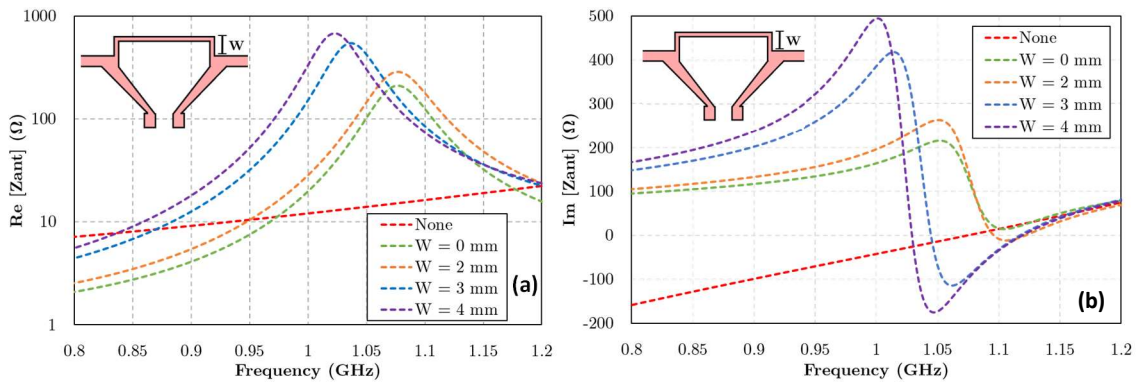 1000
100
10
1
Re [Zant] (Ω)
W
None
W = 0 mm
W = 2 mm
W = 3 mm
W = 4 mm
(a)
0.8 0.85 0.9 0.95 1 1.05 1.1 1.15 1.2
Frequency (GHz)
500
400
300
200
100
0
-100
-200
Im [Zant] (Ω)
W
None
W = 0 mm
W = 2 mm
W = 3 mm
W = 4 mm
(b)
0.8 0.85 0.9 0.95 1 1.05 1.1 1.15 1.2
Frequency (GHz)